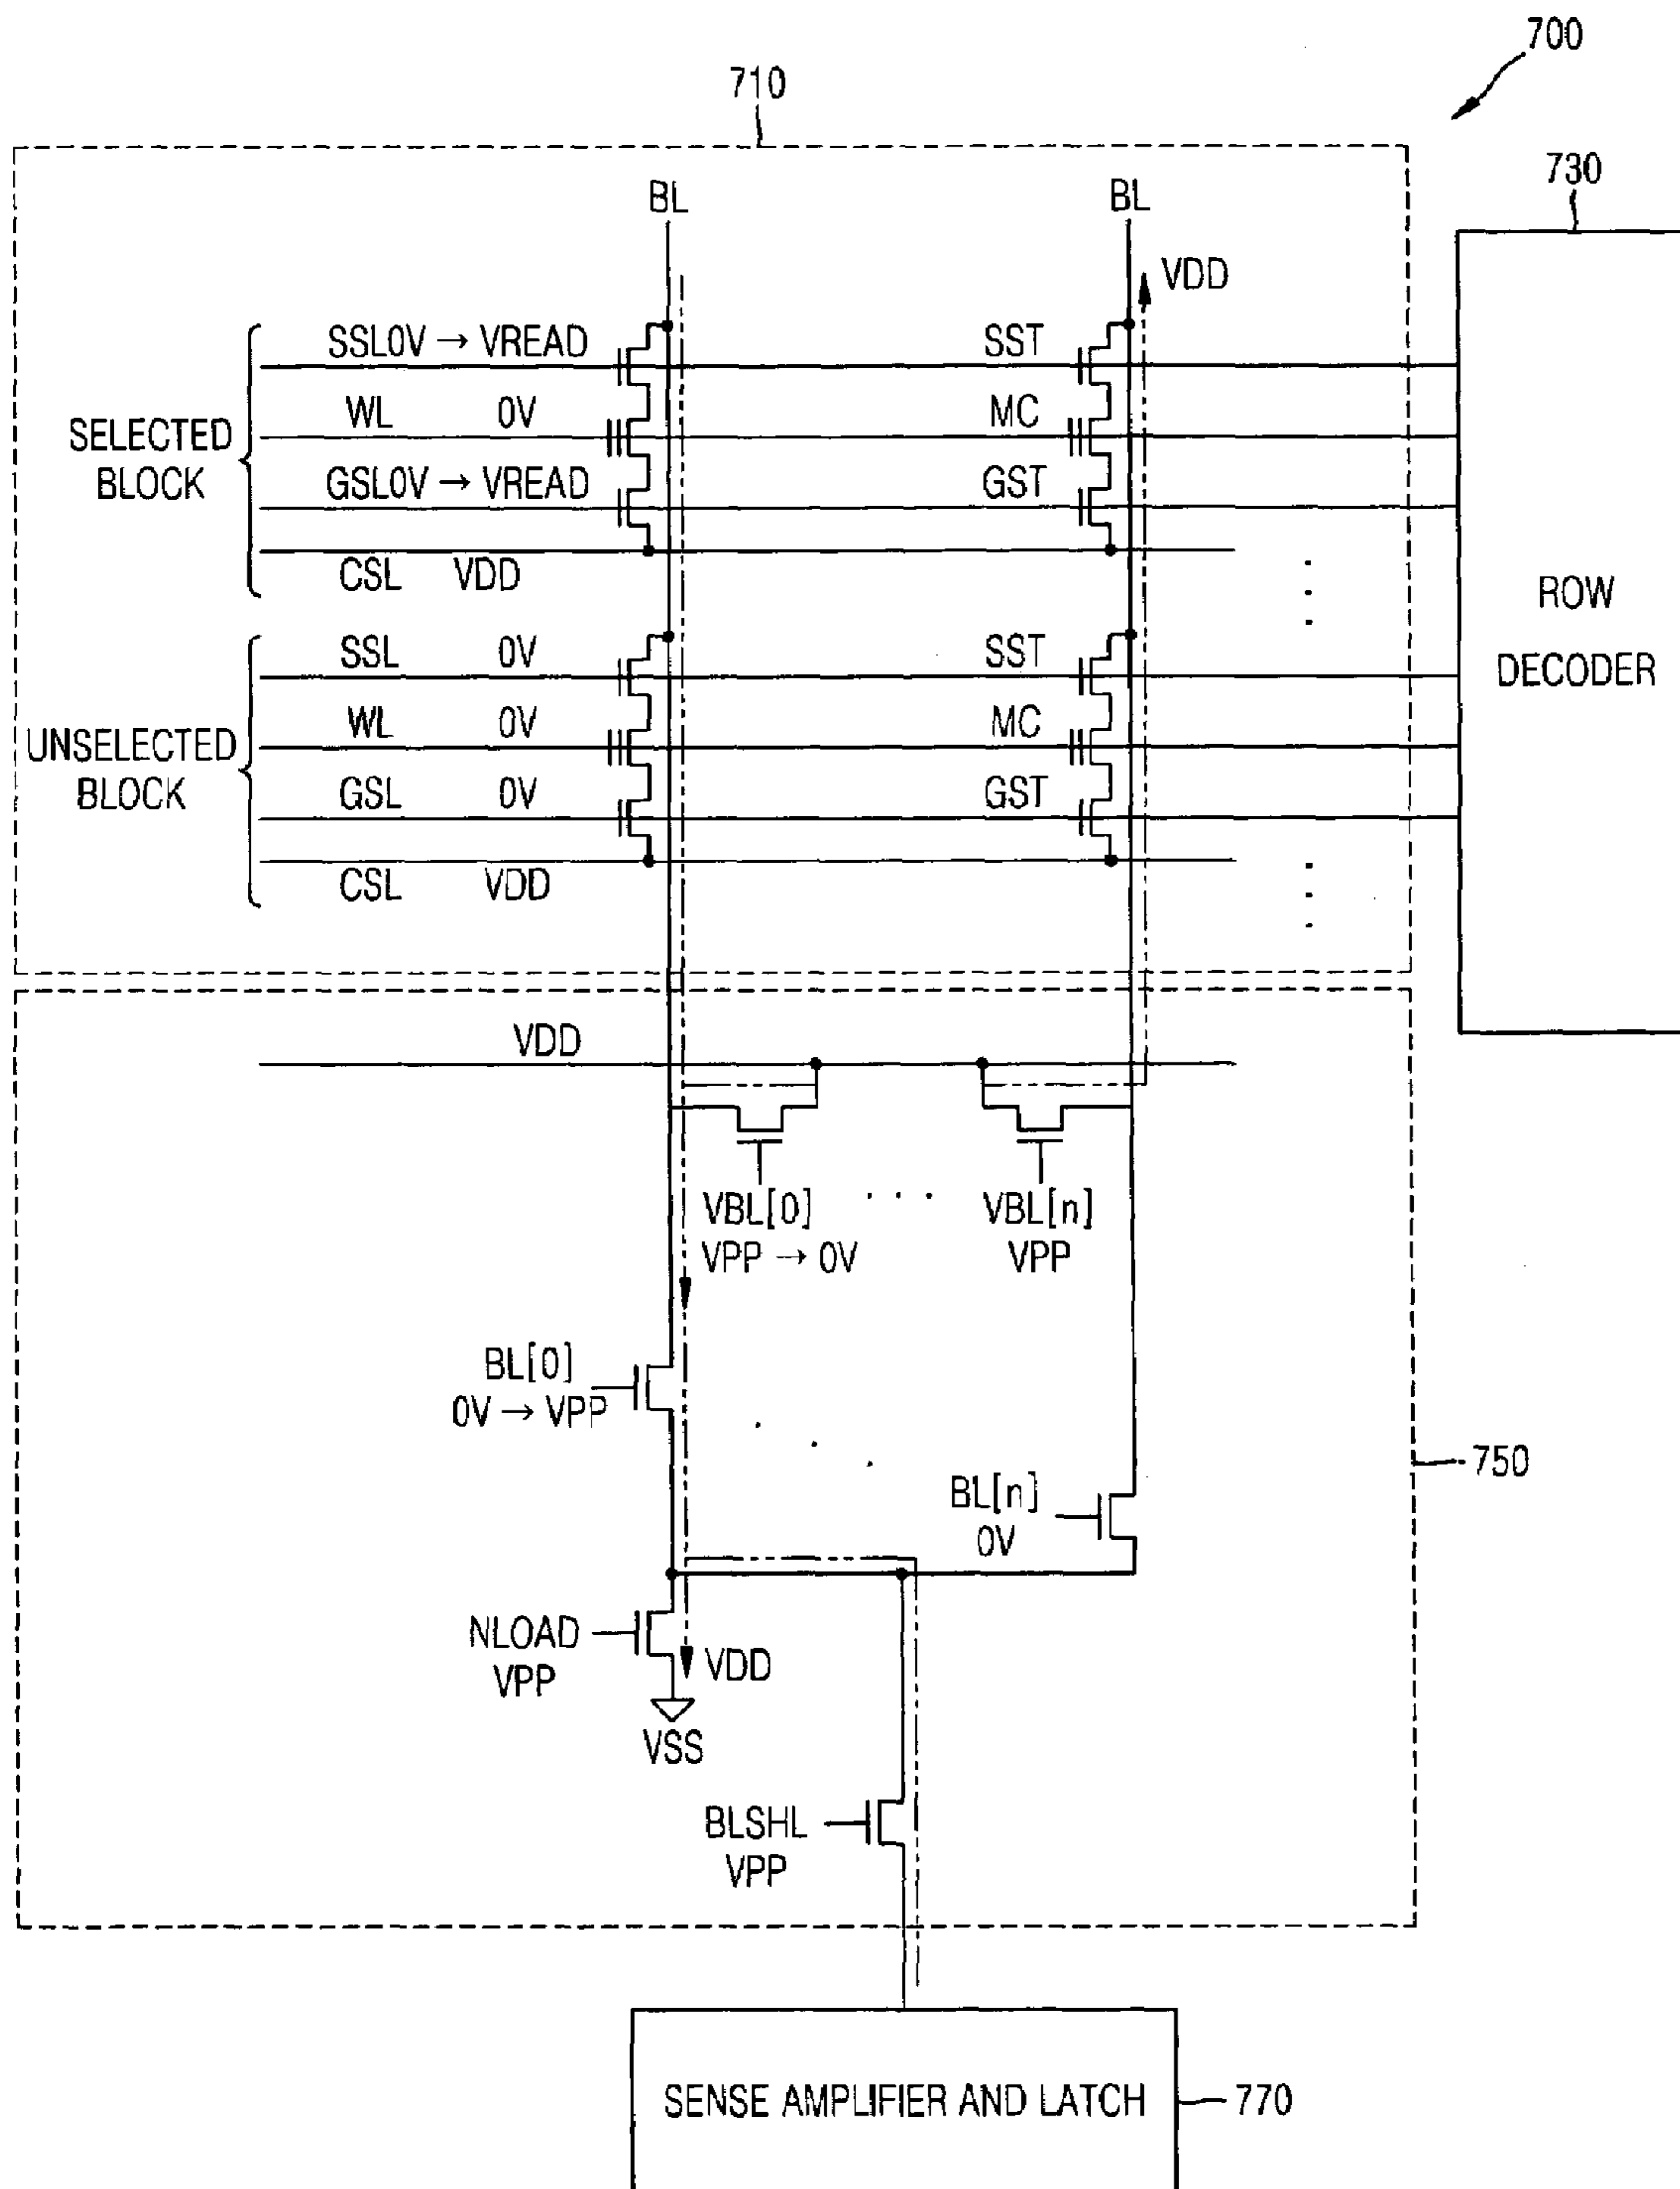 700
710
730
BL
BL
VDD
SSL0V → VREAD
SST
WL 0V
MC
SELECTED
BLOCK
GSL0V → VREAD
GST
CSL VDD
ROW
DECODER
SSL 0V
SST
WL 0V
MC
UNSELECTED
BLOCK
GSL 0V
GST
CSL VDD
VDD
VBL[0]
VPP → 0V
VBL[n]
VPP
BL[0]
0V → VPP
750
BL[n]
0V
NLOAD
VPP
VDD
VSS
BLSHL
VPP
SENSE AMPLIFIER AND LATCH
770